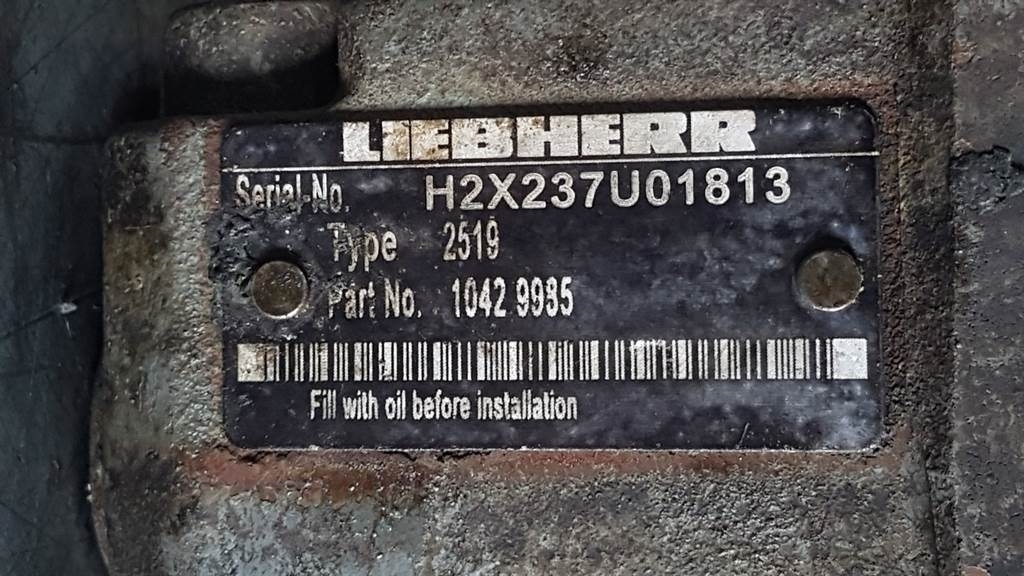 LIEBHERR
Serial-No. H2X237U01813
Type 2519
Part No. 1042 9985
Fill with oil before installation